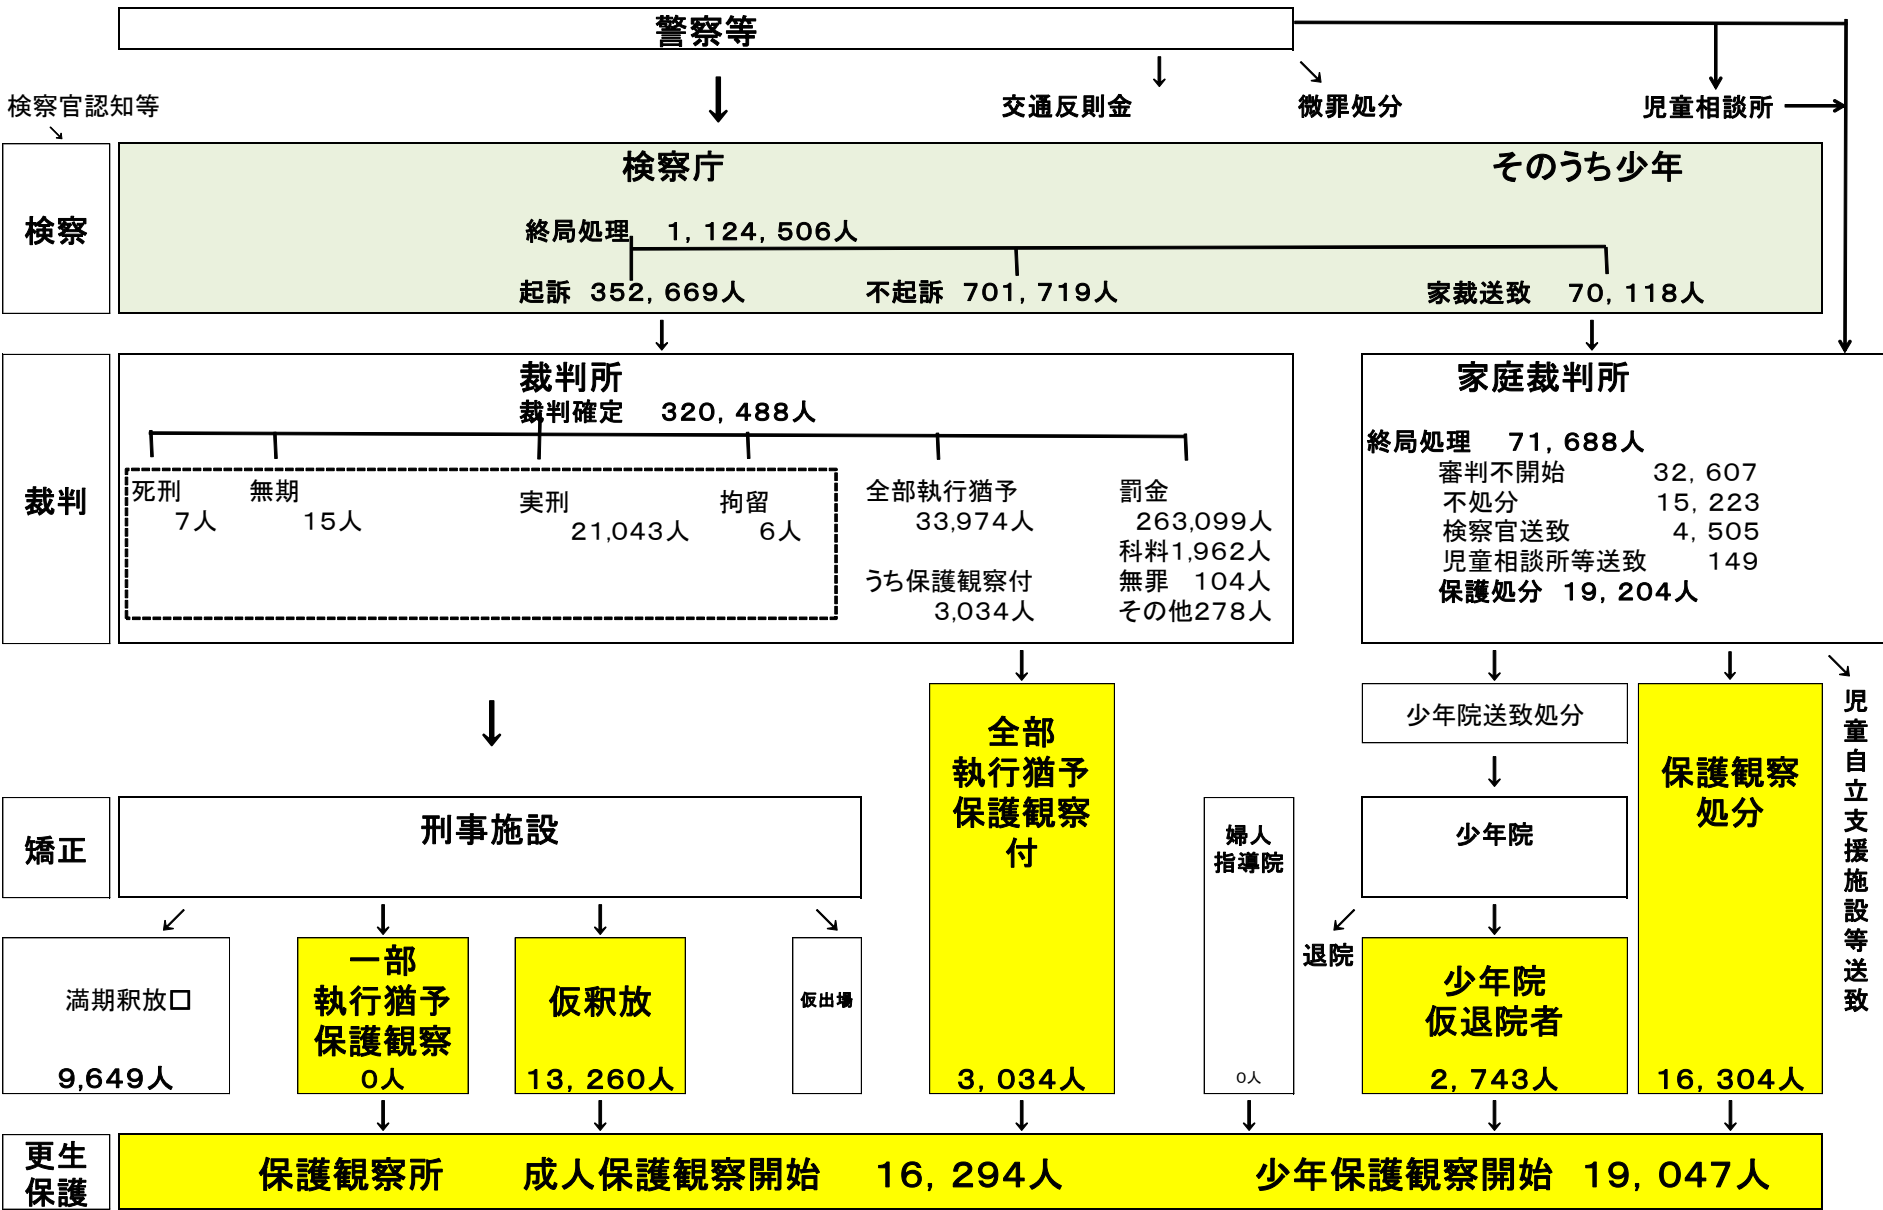 警察等
検察官認知等
交通反則金
微罪処分
児童相談所
検察
検察庁
そのうち少年
終局処理 1,124,506人
起訴 352,669人
不起訴 701,719人
家裁送致 70,118人
裁判
裁判所
裁判確定 320,488人
死刑
7人
無期
15人
実刑
21,043人
拘留
6人
全部執行猶予
33,974人
うち保護観察付
3,034人
罰金
263,099人
科料1,962人
無罪 104人
その他278人
家庭裁判所
終局処理 71,688人
審判不開始 32,607
不処分 15,223
検察官送致 4,505
児童相談所等送致 149
保護処分 19,204人
全部
執行猶予
保護観察
付
3,034人
少年院送致処分
保護観察
処分
16,304人
児童自立支援施設等送致
矯正
刑事施設
婦人
指導院
0人
少年院
退院
満期釈放口
9,649人
一部
執行猶予
保護観察
0人
仮釈放
13,260人
仮出場
少年院
仮退院者
2,743人
更生
保護
保護観察所 成人保護観察開始 16,294人 少年保護観察開始 19,047人